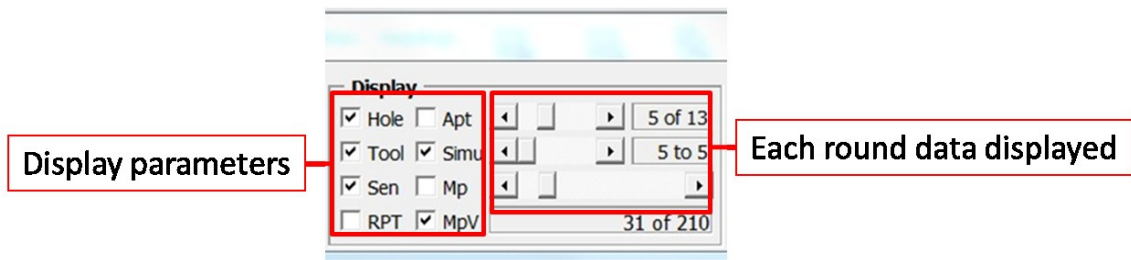 Display
Hole Apt 5 of 13
Tool Simu 5 to 5
Sen Mp
RPT MpV 31 of 210
Display parameters
Each round data displayed